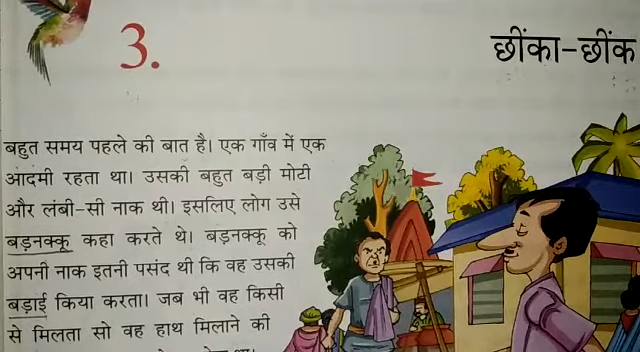 3.
छींका-छींक
बहुत समय पहले की बात है। एक गाँव में एक
आदमी रहता था। उसकी बहुत बड़ी मोटी
और लंबी-सी नाक थी। इसलिए लोग उसे
बड़नक्कू कहा करते थे। बड़नक्कू को
अपनी नाक इतनी पसंद थी कि वह उसकी
बड़ाई किया करता। जब भी वह किसी
से मिलता सो वह हाथ मिलाने की